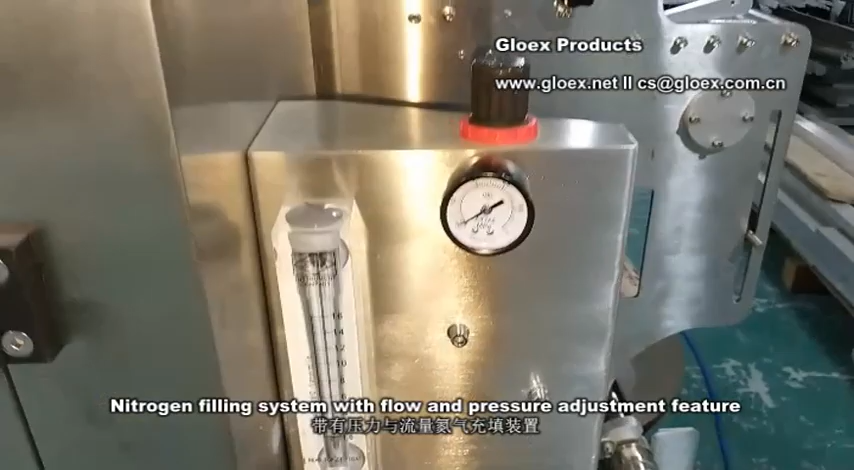 Gloex Products
www.gloex.net ll cs@gloex.com.cn
16
14
12
10
8
Nitrogen filling system with flow and pressure adjustment feature
带有压力与流量氮气充填装置